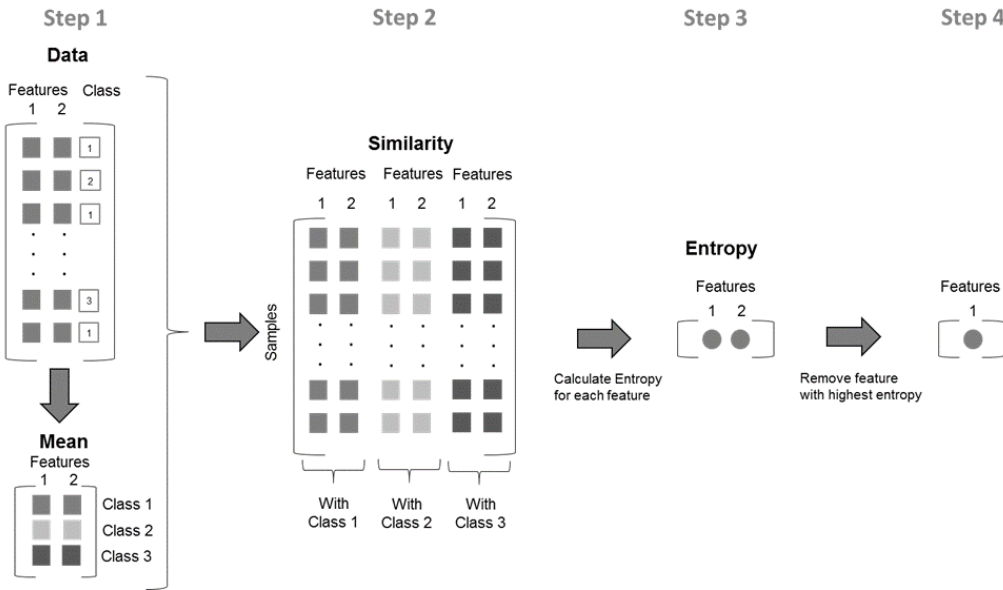 Step 1
Data
Features Class
1 2
1
2
1
3
1
Mean
Features
1 2
Class 1
Class 2
Class 3
Step 2
Similarity
Features Features Features
1 2 1 2 1 2
Samples
With With With
Class 1 Class 2 Class 3
Step 3
Calculate Entropy
for each feature
Entropy
Features
1 2
Remove feature
with highest entropy
Step 4
Features
1